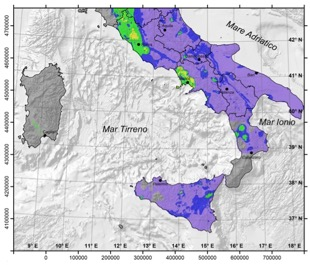 Mare Adriatico
Mar Tirreno
Mar Ionio
4700000
4600000
4500000
4400000
4300000
4200000
4100000
42° N
41° N
40° N
39° N
38° N
37° N
9° E
10° E
11° E
12° E
13° E
14° E
15° E
16° E
17° E
18° E
0
100000
200000
300000
400000
500000
600000
700000